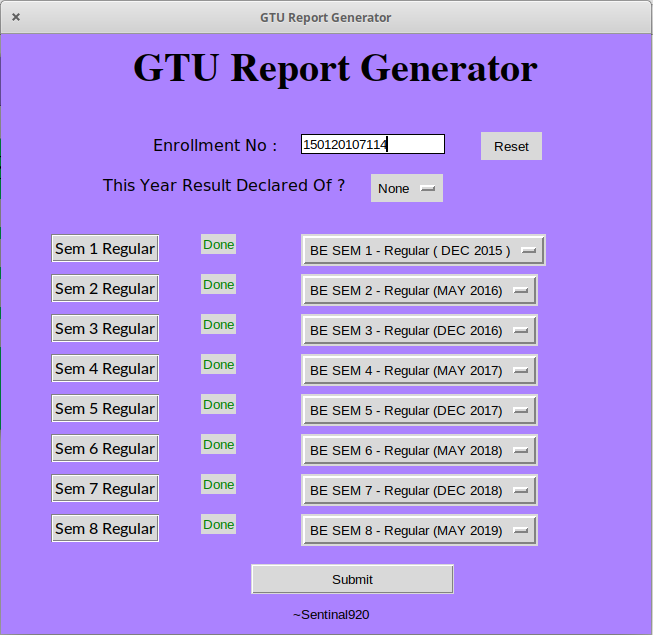 GTU Report Generator
GTU Report Generator
Enrollment No : 150120107114 Reset
This Year Result Declared Of ? None
Sem 1 Regular Done BE SEM 1 - Regular ( DEC 2015 )
Sem 2 Regular Done BE SEM 2 - Regular (MAY 2016)
Sem 3 Regular Done BE SEM 3 - Regular (DEC 2016)
Sem 4 Regular Done BE SEM 4 - Regular (MAY 2017)
Sem 5 Regular Done BE SEM 5 - Regular (DEC 2017)
Sem 6 Regular Done BE SEM 6 - Regular (MAY 2018)
Sem 7 Regular Done BE SEM 7 - Regular (DEC 2018)
Sem 8 Regular Done BE SEM 8 - Regular (MAY 2019)
Submit
~Sentinal920